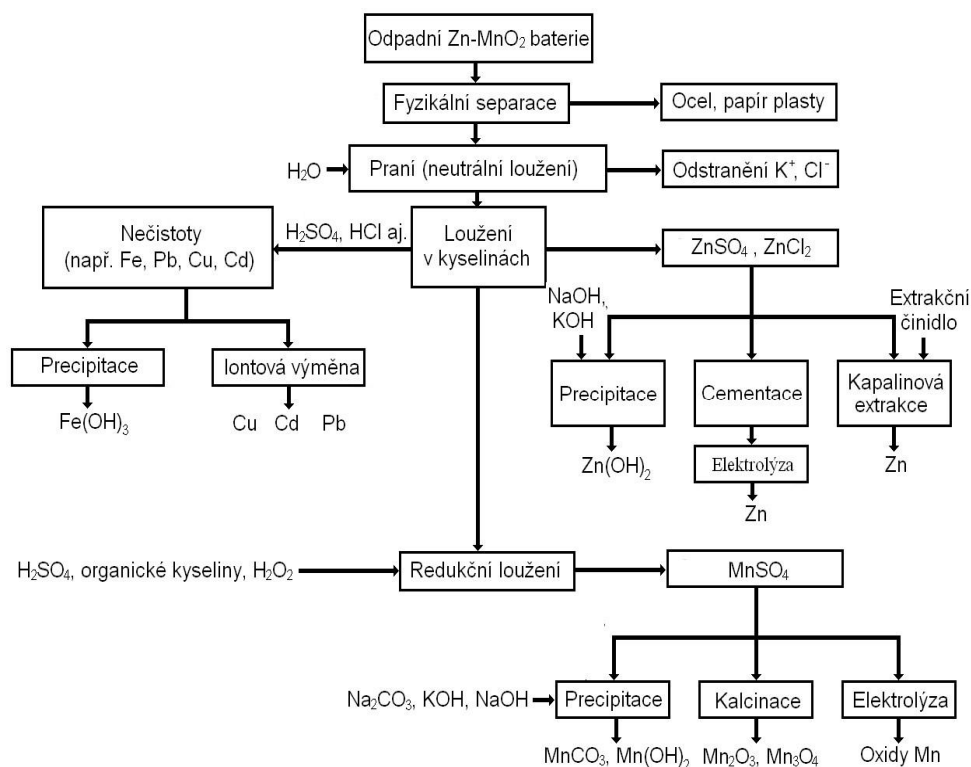 Odpadní Zn-MnO₂ baterie
Fyzikální separace
Ocel, papír plasty
H₂O
Praní (neutrální loužení)
Odstranění K⁺, Cl⁻
Nečistoty
(např. Fe, Pb, Cu, Cd)
H₂SO₄, HCl aj.
Loužení
v kyselinách
ZnSO₄ , ZnCl₂
NaOH,
KOH
Extrakční
činidlo
Precipitace
Iontová výměna
Precipitace
Cementace
Kapalinová
extrakce
Fe(OH)₃
Cu Cd Pb
Zn(OH)₂
Elektrolýza
Zn
Zn
H₂SO₄, organické kyseliny, H₂O₂
Redukční loužení
MnSO₄
Na₂CO₃, KOH, NaOH
Precipitace
Kalcinace
Elektrolýza
MnCO₃, Mn(OH)₂
Mn₂O₃, Mn₃O₄
Oxidy Mn